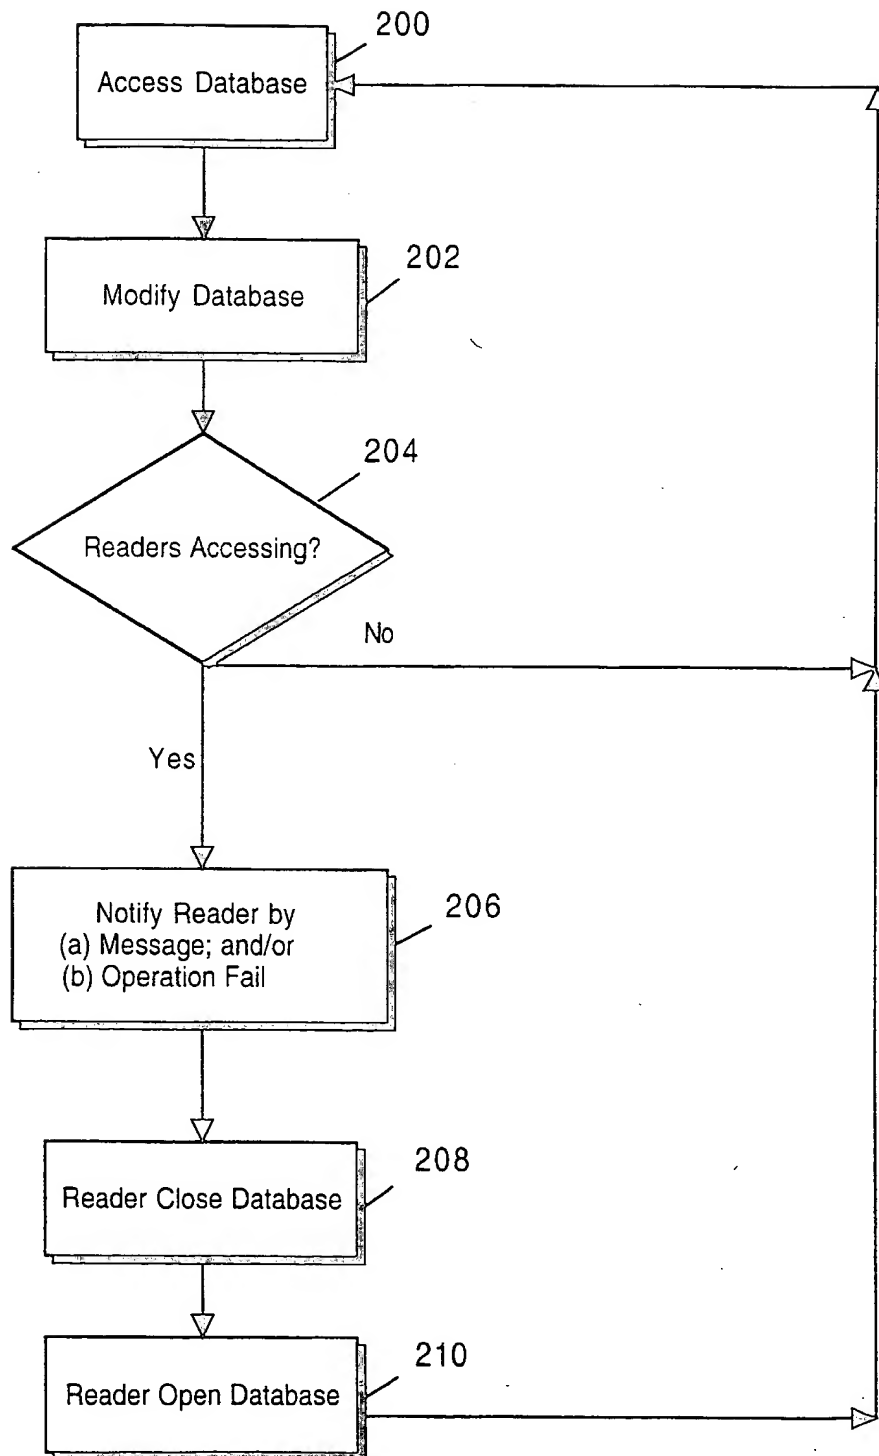 200
Access Database
202
Modify Database
204
Readers Accessing?
No
Yes
206
Notify Reader by
(a) Message; and/or
(b) Operation Fail
208
Reader Close Database
210
Reader Open Database